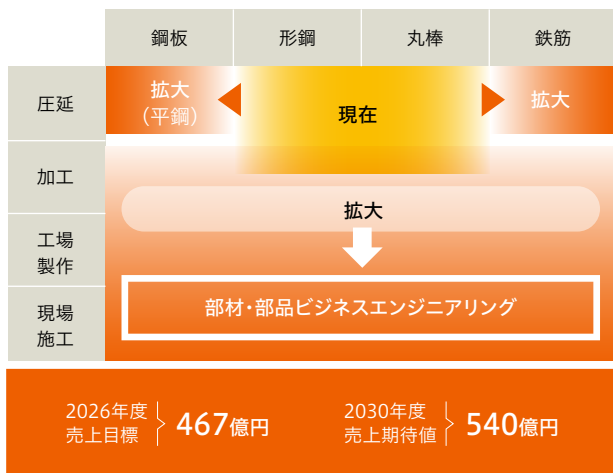 鋼板 形鋼 丸棒 鉄筋
圧延
拡大
（平鋼）
現在
拡大
加工
拡大
工場
製作
部材・部品ビジネスエンジニアリング
現場
施工
2026年度
売上目標
467億円
2030年度
売上期待値
540億円